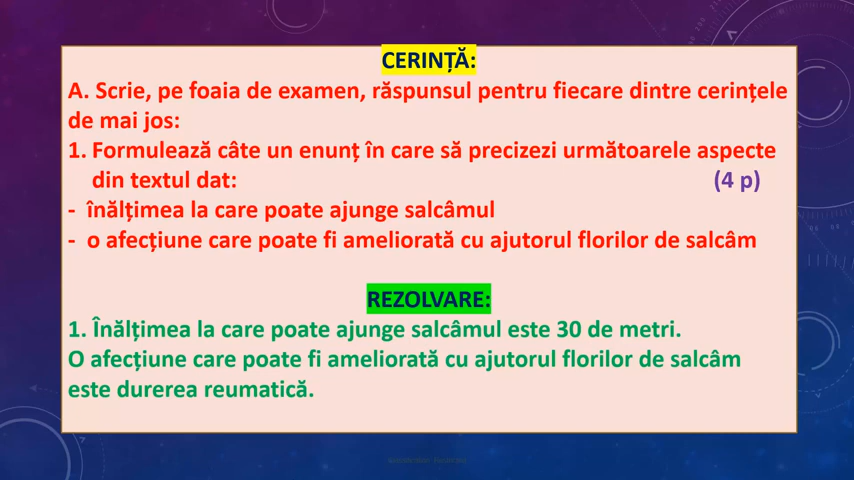 CERINȚĂ:
A. Scrie, pe foaia de examen, răspunsul pentru fiecare dintre cerințele
de mai jos:
1. Formulează câte un enunț în care să precizezi următoarele aspecte
din textul dat: (4 p)
- înălțimea la care poate ajunge salcâmul
- o afecțiune care poate fi ameliorată cu ajutorul florilor de salcâm
REZOLVARE:
1. Înălțimea la care poate ajunge salcâmul este 30 de metri.
O afecțiune care poate fi ameliorată cu ajutorul florilor de salcâm
este durerea reumatică.